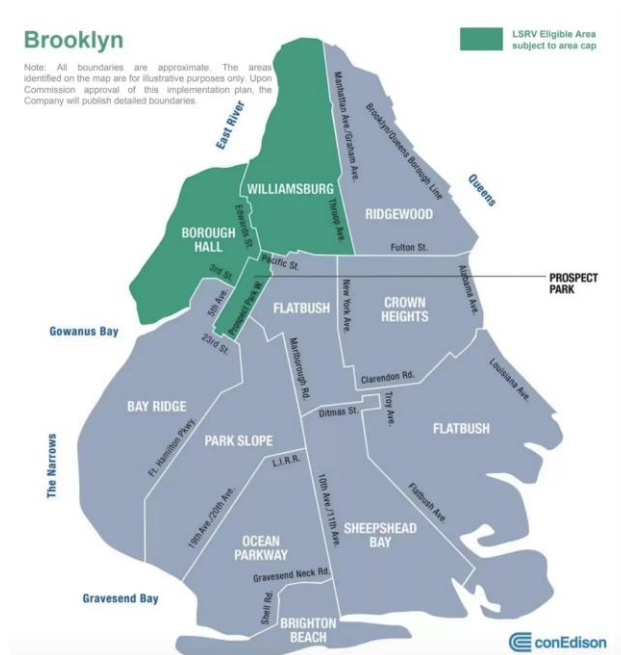 Brooklyn
Note: All boundaries are approximate. The areas
identified on the map are for illustrative purposes only. Upon
Commission approval of this implementation plan, the
Company will publish detailed boundaries.
LSRV Eligible Area
subject to area cap
East River
Manhattan Ave./Graham Ave.
Brooklyn/Queens Borough Line
Queens
WILLIAMSBURG
Throop Ave.
RIDGEWOOD
BOROUGH
HALL
Edwards St.
Fulton St.
Pacific St.
3rd St.
5th Ave.
Prospect Park W.
23rd St.
PROSPECT
PARK
FLATBUSH
New York Ave.
CROWN
HEIGHTS
Alabama Ave.
Gowanus Bay
Marlborough Rd.
Clarendon Rd.
Louisiana Ave.
BAY RIDGE
Ditmas St.
Troy Ave.
FLATBUSH
The Narrows
Ft. Hamilton Pkwy.
PARK SLOPE
L.I.R.R.
19th Ave./20th Ave.
10th Ave./11th Ave.
Flatbush Ave.
SHEEPSHEAD
BAY
OCEAN
PARKWAY
Gravesend Neck Rd.
Gravesend Bay
Shell Rd.
BRIGHTON
BEACH
conEdison